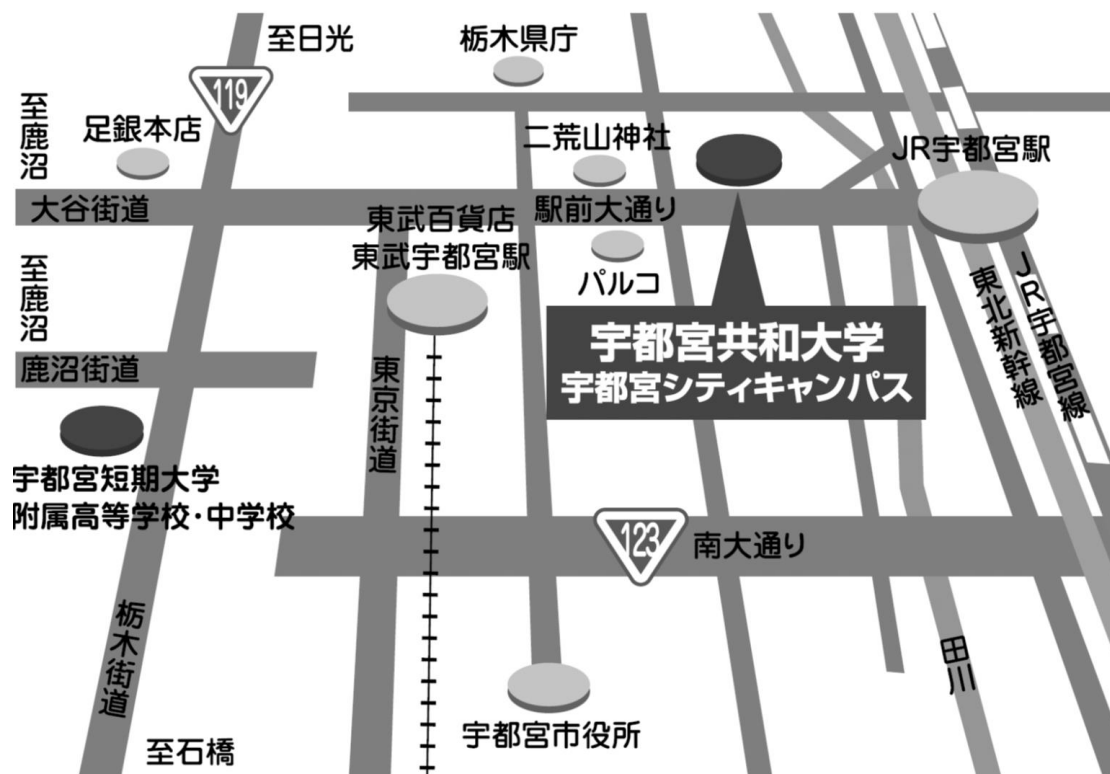 至日光
栃木県庁
119
至鹿沼
足銀本店
二荒山神社
JR宇都宮駅
大谷街道
東武百貨店
東武宇都宮駅
駅前大通り
至鹿沼
パルコ
宇都宮共和大学
宇都宮シティキャンパス
東北新幹線
JR宇都宮線
鹿沼街道
東京街道
宇都宮短期大学
附属高等学校・中学校
123
南大通り
栃木街道
田川
宇都宮市役所
至石橋